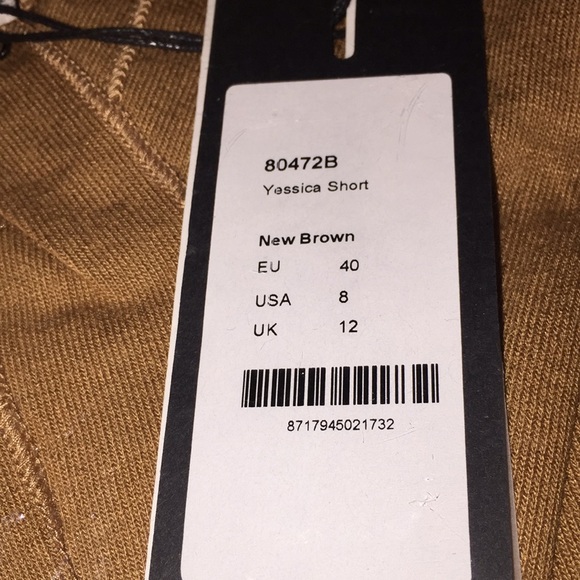 80472B
Yessica Short
New Brown
EU 40
USA 8
UK 12
8717945021732